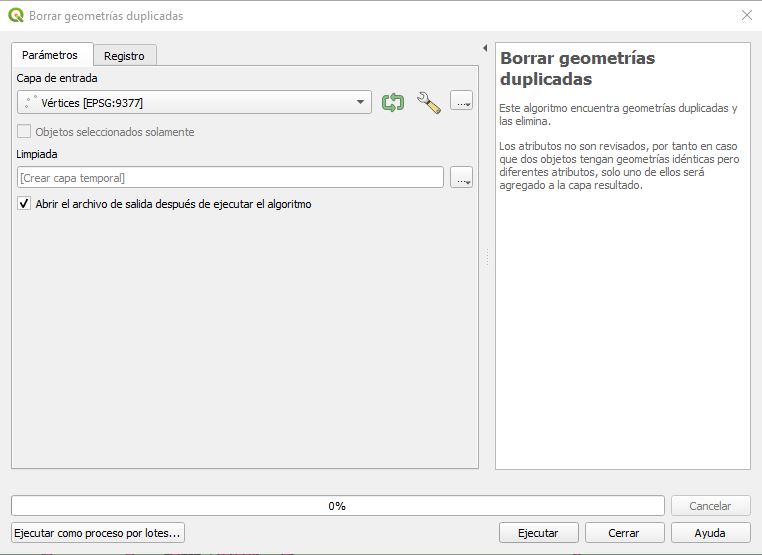 Borrar geometrías duplicadas
Parámetros
Registro
Capa de entrada
Vértices [EPSG:9377]
...
Objetos seleccionados solamente
Limpiada
[Crear capa temporal]
...
Abrir el archivo de salida después de ejecutar el algoritmo
Borrar geometrías
duplicadas
Este algoritmo encuentra geometrías duplicadas y
las elimina.
Los atributos no son revisados, por tanto en caso
que dos objetos tengan geometrías idénticas pero
diferentes atributos, solo uno de ellos será
agregado a la capa resultado.
0%
Cancelar
Ejecutar como proceso por lotes...
Ejecutar
Cerrar
Ayuda